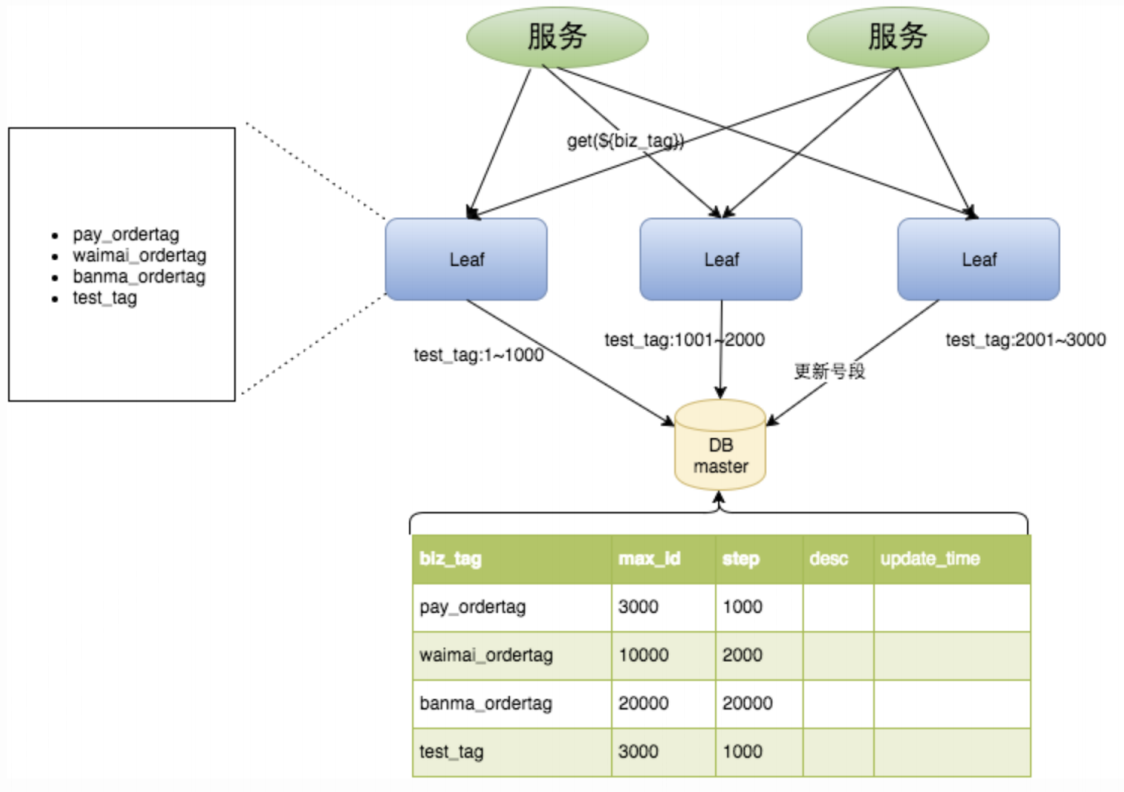 服务
服务
get(${biz_tag})
pay_ordertag
waimai_ordertag
banma_ordertag
test_tag
Leaf
Leaf
Leaf
test_tag:1~1000
test_tag:1001~2000
test_tag:2001~3000
更新号段
DB
master
biz_tag max_id step desc update_time
pay_ordertag 3000 1000
waimai_ordertag 10000 2000
banma_ordertag 20000 20000
test_tag 3000 1000